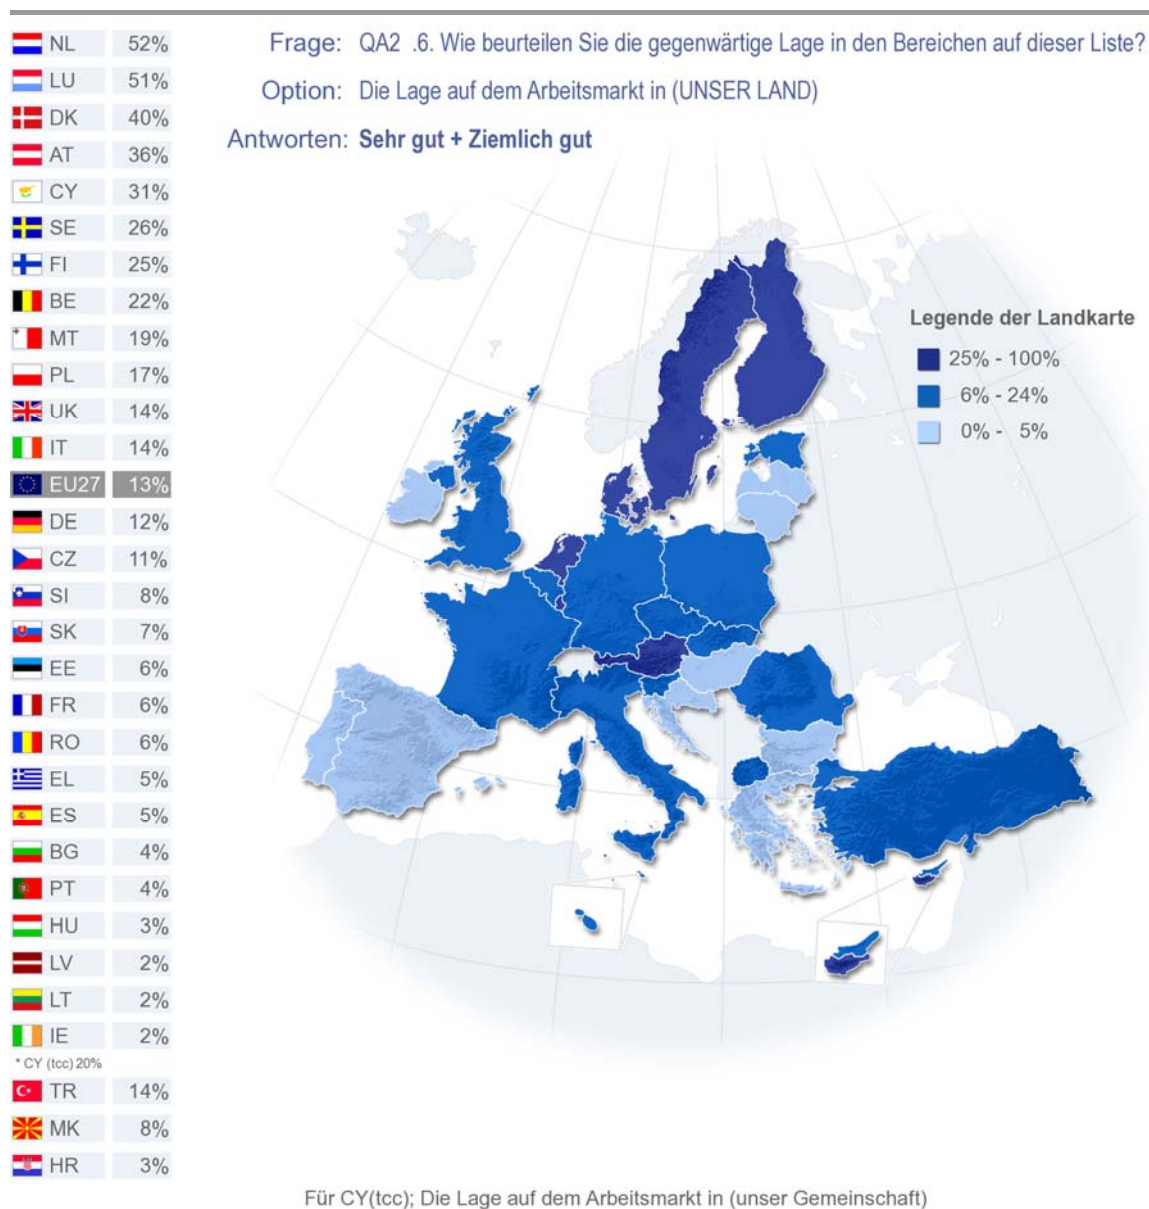 Frage: QA2 .6. Wie beurteilen Sie die gegenwärtige Lage in den Bereichen auf dieser Liste?
Option: Die Lage auf dem Arbeitsmarkt in (UNSER LAND)
Antworten: Sehr gut + Ziemlich gut
NL 52%
LU 51%
DK 40%
AT 36%
CY 31%
SE 26%
FI 25%
BE 22%
MT 19%
PL 17%
UK 14%
IT 14%
EU27 13%
DE 12%
CZ 11%
SI 8%
SK 7%
EE 6%
FR 6%
RO 6%
EL 5%
ES 5%
BG 4%
PT 4%
HU 3%
LV 2%
LT 2%
IE 2%
* CY (tcc) 20%
TR 14%
MK 8%
HR 3%
Legende der Landkarte
25% - 100%
6% - 24%
0% - 5%
Für CY(tcc); Die Lage auf dem Arbeitsmarkt in (unser Gemeinschaft)